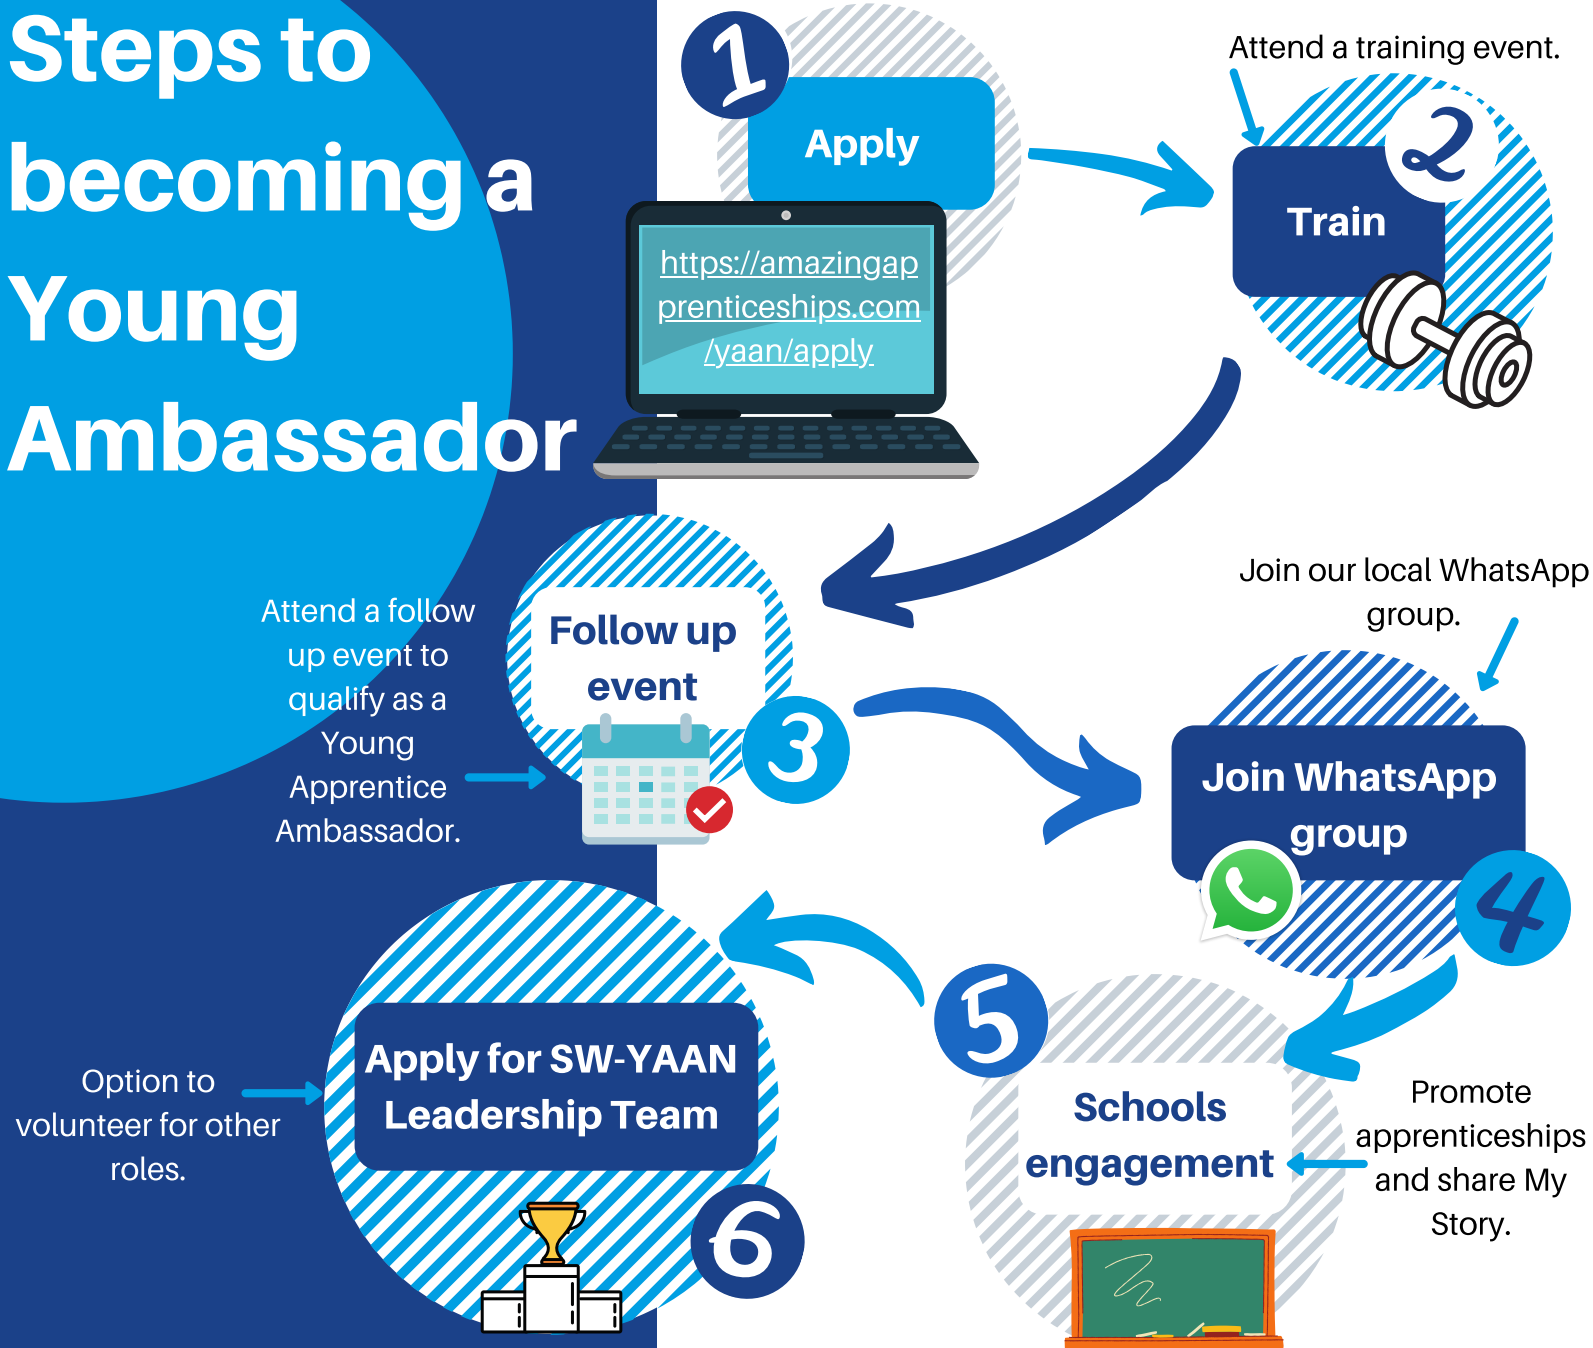 Steps to
becoming a
Young
Ambassador
1
Apply
https://amazingap
prenticeships.com
/yaan/apply
Attend a training event.
2
Train
Attend a follow
up event to
qualify as a
Young
Apprentice
Ambassador.
Follow up
event
3
Join our local WhatsApp
group.
Join WhatsApp
group
4
5
Schools
engagement
Promote
apprenticeships
and share My
Story.
Option to
volunteer for other
roles.
Apply for SW-YAAN
Leadership Team
6